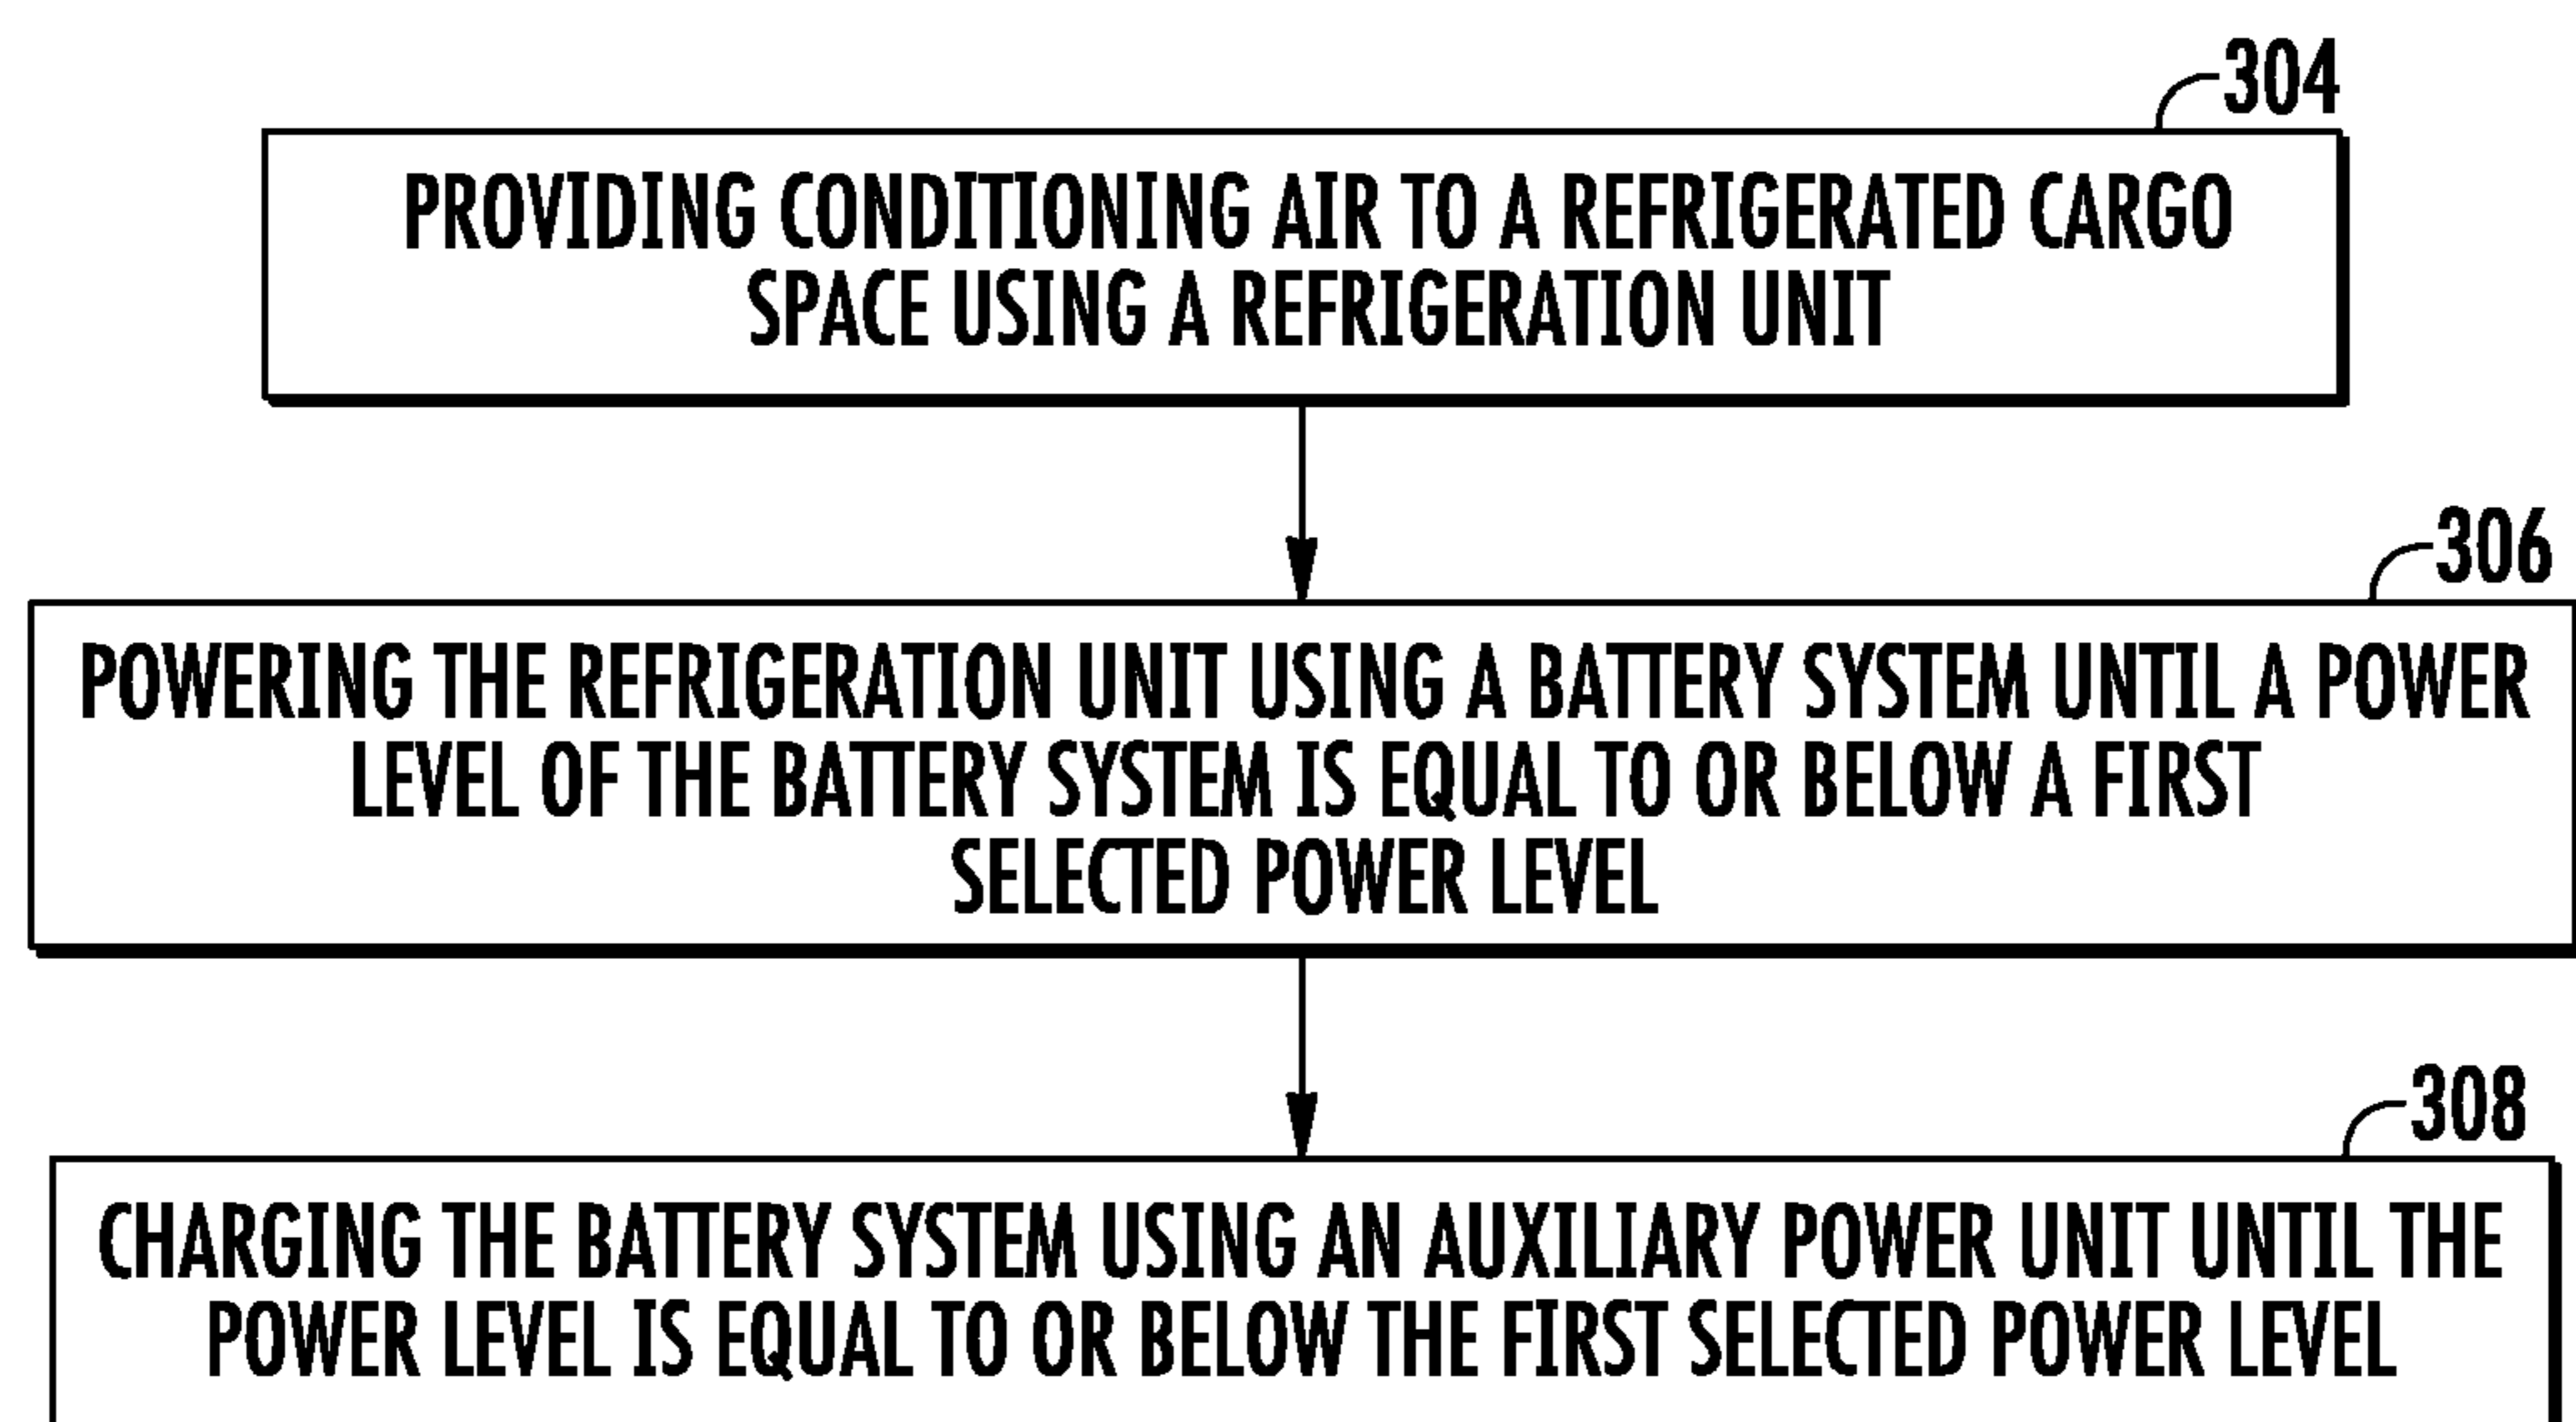 304
PROVIDING CONDITIONING AIR TO A REFRIGERATED CARGO
SPACE USING A REFRIGERATION UNIT
306
POWERING THE REFRIGERATION UNIT USING A BATTERY SYSTEM UNTIL A POWER
LEVEL OF THE BATTERY SYSTEM IS EQUAL TO OR BELOW A FIRST
SELECTED POWER LEVEL
308
CHARGING THE BATTERY SYSTEM USING AN AUXILIARY POWER UNIT UNTIL THE
POWER LEVEL IS EQUAL TO OR BELOW THE FIRST SELECTED POWER LEVEL